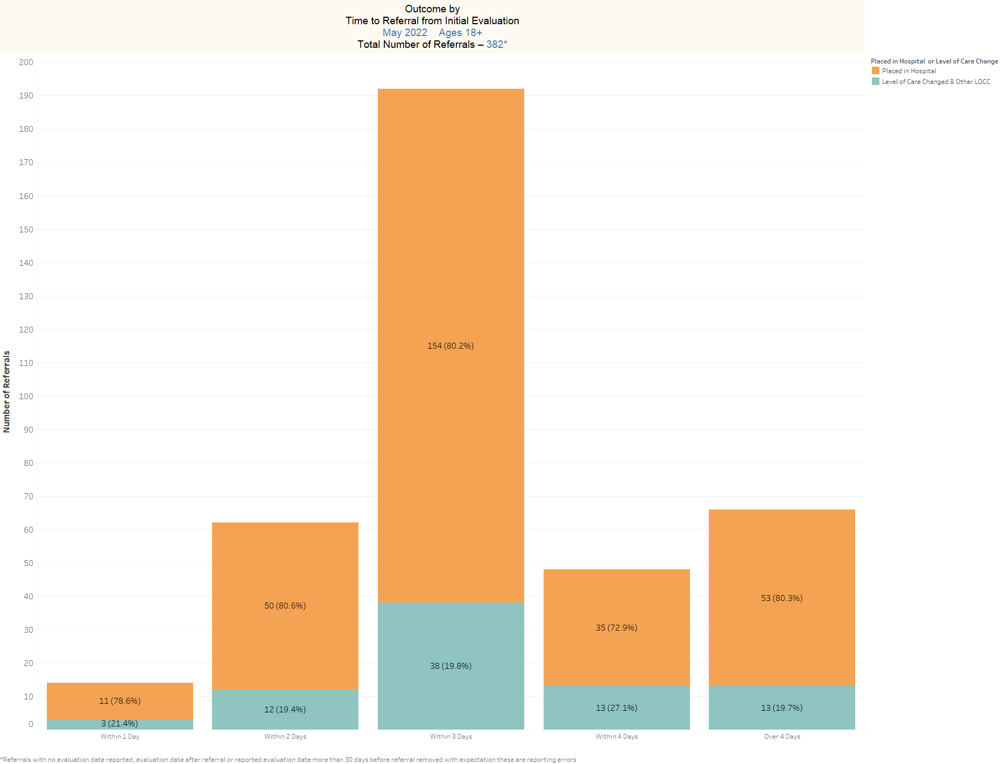 Outcome by
Time to Referral from Initial Evaluation
May 2022 Ages 18+
Total Number of Referrals – 382*
Placed in Hospital or Level of Care Change
Placed in Hospital
Level of Care Changed & Other LOCC
Number of Referrals
200
190
180
170
160
150
140
130
120
110
100
90
80
70
60
50
40
30
20
10
0
11 (78.6%)
3 (21.4%)
50 (80.6%)
12 (19.4%)
154 (80.2%)
38 (19.8%)
35 (72.9%)
13 (27.1%)
53 (80.3%)
13 (19.7%)
Within 1 Day
Within 2 Days
Within 3 Days
Within 4 Days
Over 4 Days
*Referrals with no evaluation date reported, evaluation date after referral or reported evaluation date more than 30 days before referral removed with expectation these are reporting errors